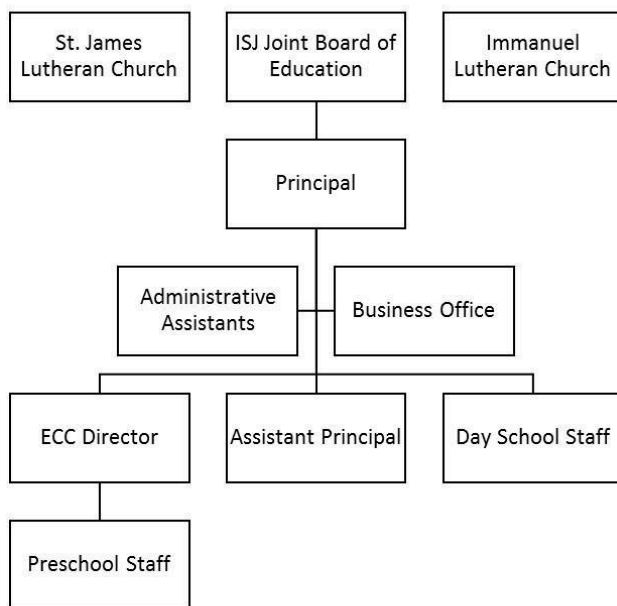 St. James
Lutheran Church
ISJ Joint Board of
Education
Immanuel
Lutheran Church
Principal
Administrative
Assistants
Business Office
ECC Director
Assistant Principal
Day School Staff
Preschool Staff